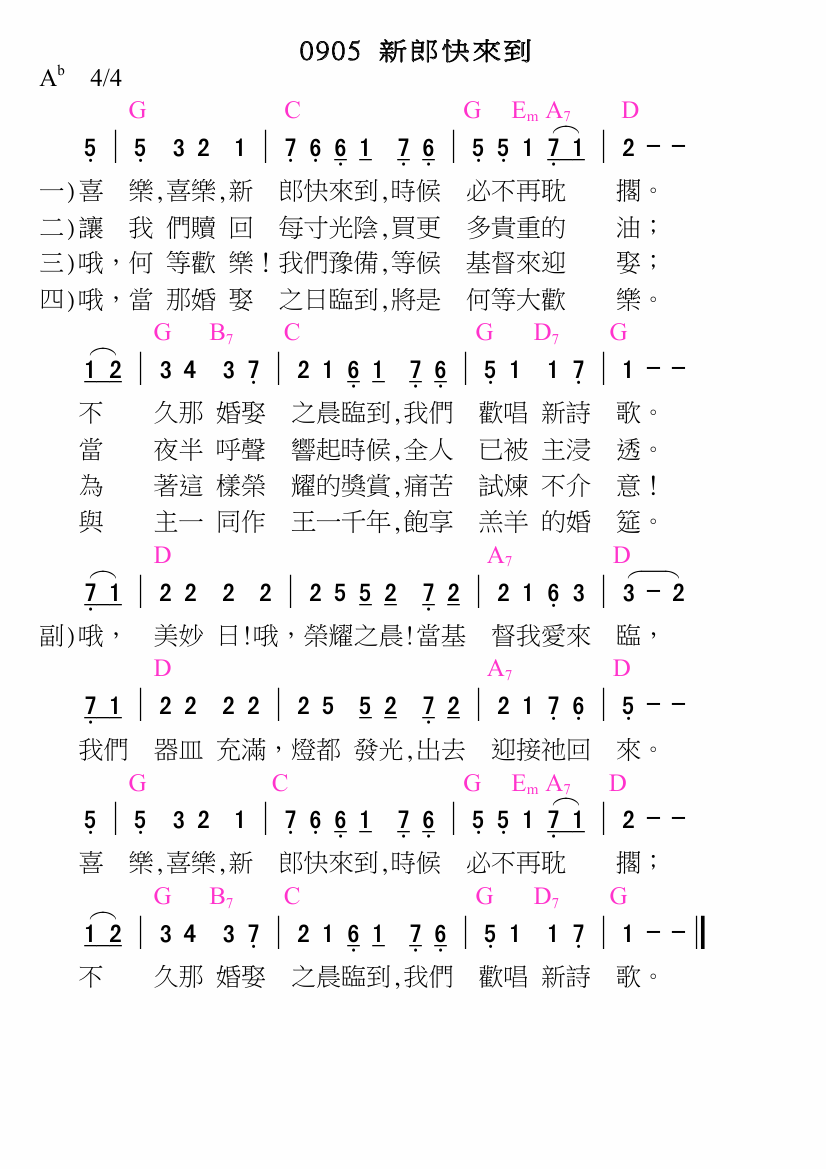 0905 新郎快來到
A♭ 4/4
G C G Em A7 D
5 | 5 3 2 1 | 7 6 6 1 7 6 | 5 5 1 7 1 | 2 － －
一)喜 樂,喜樂,新 郎快來到,時候 必不再耽 擱。
二)讓 我 們贖 回 每寸光陰,買更 多貴重的 油；
三)哦，何 等歡 樂！我們豫備,等候 基督來迎 娶；
四)哦，當 那婚 娶 之日臨到,將是 何等大歡 樂。
G B7 C G D7 G
1 2 | 3 4 3 7 | 2 1 6 1 7 6 | 5 1 1 7 | 1 － －
不 久那 婚娶 之晨臨到,我們 歡唱 新詩 歌。
當 夜半 呼聲 響起時候,全人 已被 主浸 透。
為 著這 樣榮 耀的獎賞,痛苦 試煉 不介 意！
與 主一 同作 王一千年,飽享 羔羊 的婚 筵。
D A7 D
7 1 | 2 2 2 2 | 2 5 5 2 7 2 | 2 1 6 3 | 3 － 2
副)哦， 美妙 日!哦，榮耀之晨!當基 督我愛來 臨，
D A7 D
7 1 | 2 2 2 2 | 2 5 5 2 7 2 | 2 1 7 6 | 5 － －
我們 器皿 充滿，燈都 發光,出去 迎接祂回 來。
G C G Em A7 D
5 | 5 3 2 1 | 7 6 6 1 7 6 | 5 5 1 7 1 | 2 － －
喜 樂,喜樂,新 郎快來到,時候 必不再耽 擱；
G B7 C G D7 G
1 2 | 3 4 3 7 | 2 1 6 1 7 6 | 5 1 1 7 | 1 － － ‖
不 久那 婚娶 之晨臨到,我們 歡唱 新詩 歌。